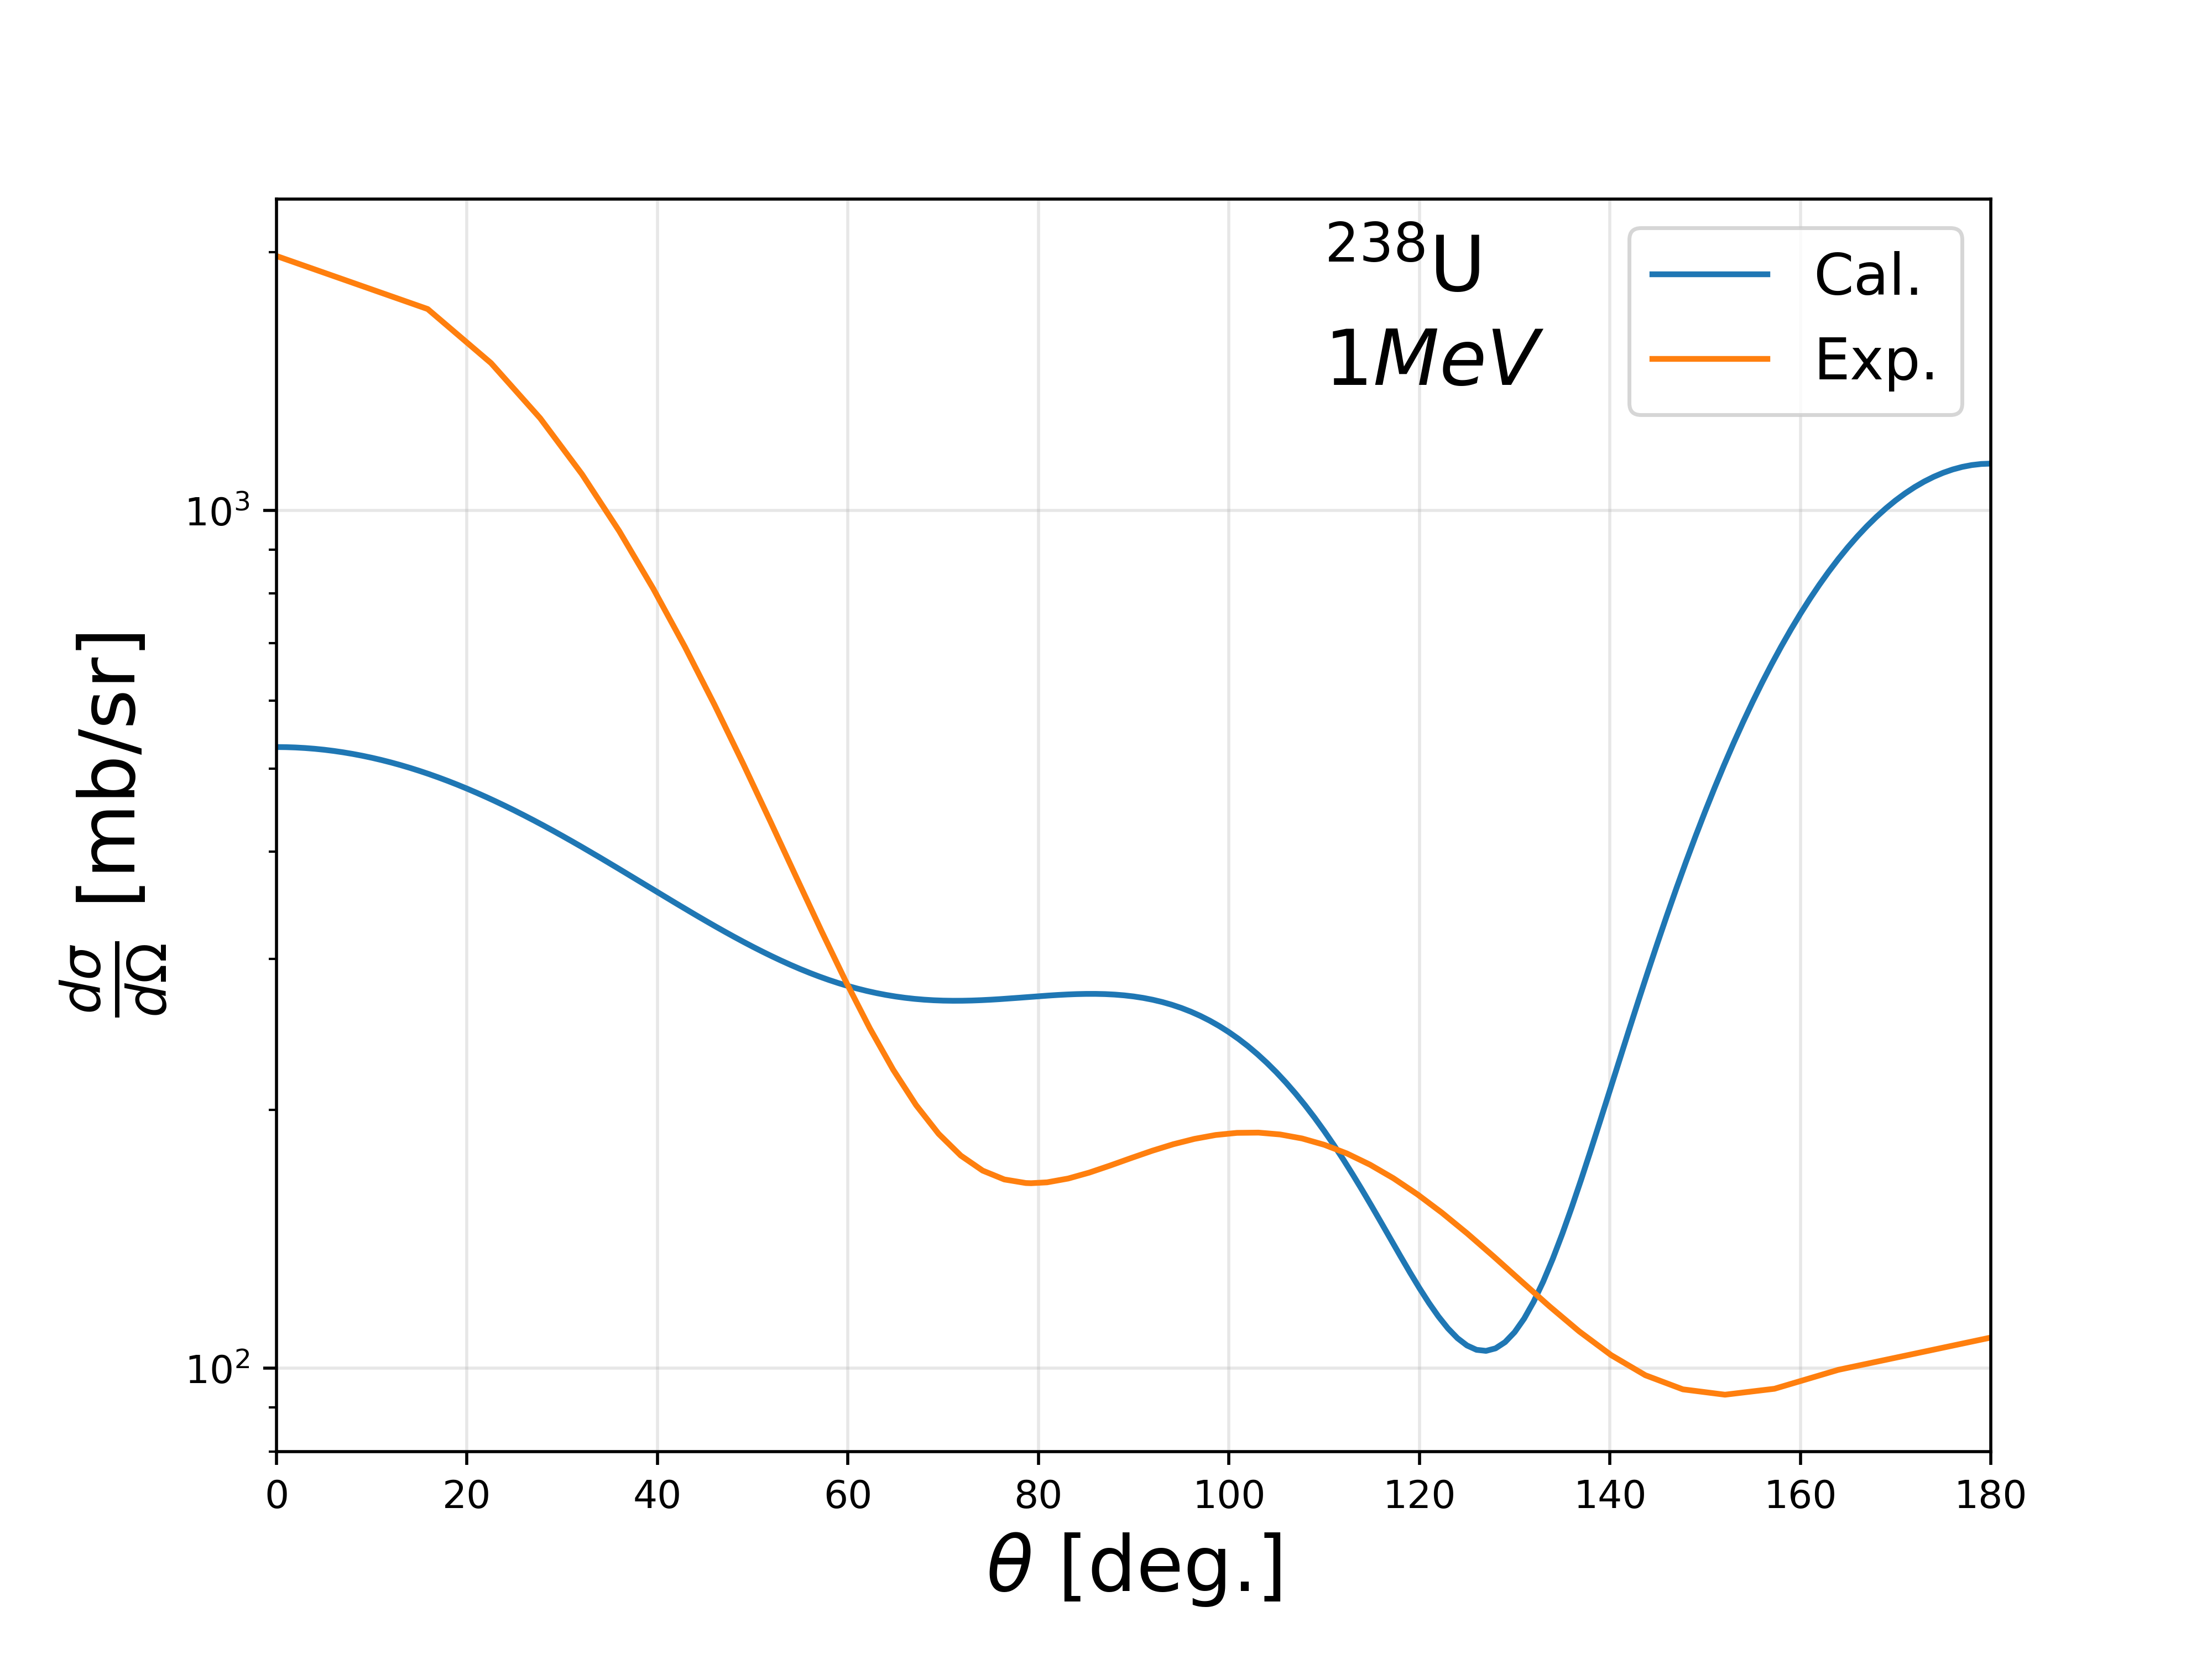 ²³⁸U
1MeV
Cal.
Exp.
dσ/dΩ [mb/sr]
10³
10²
0 20 40 60 80 100 120 140 160 180
θ [deg.]